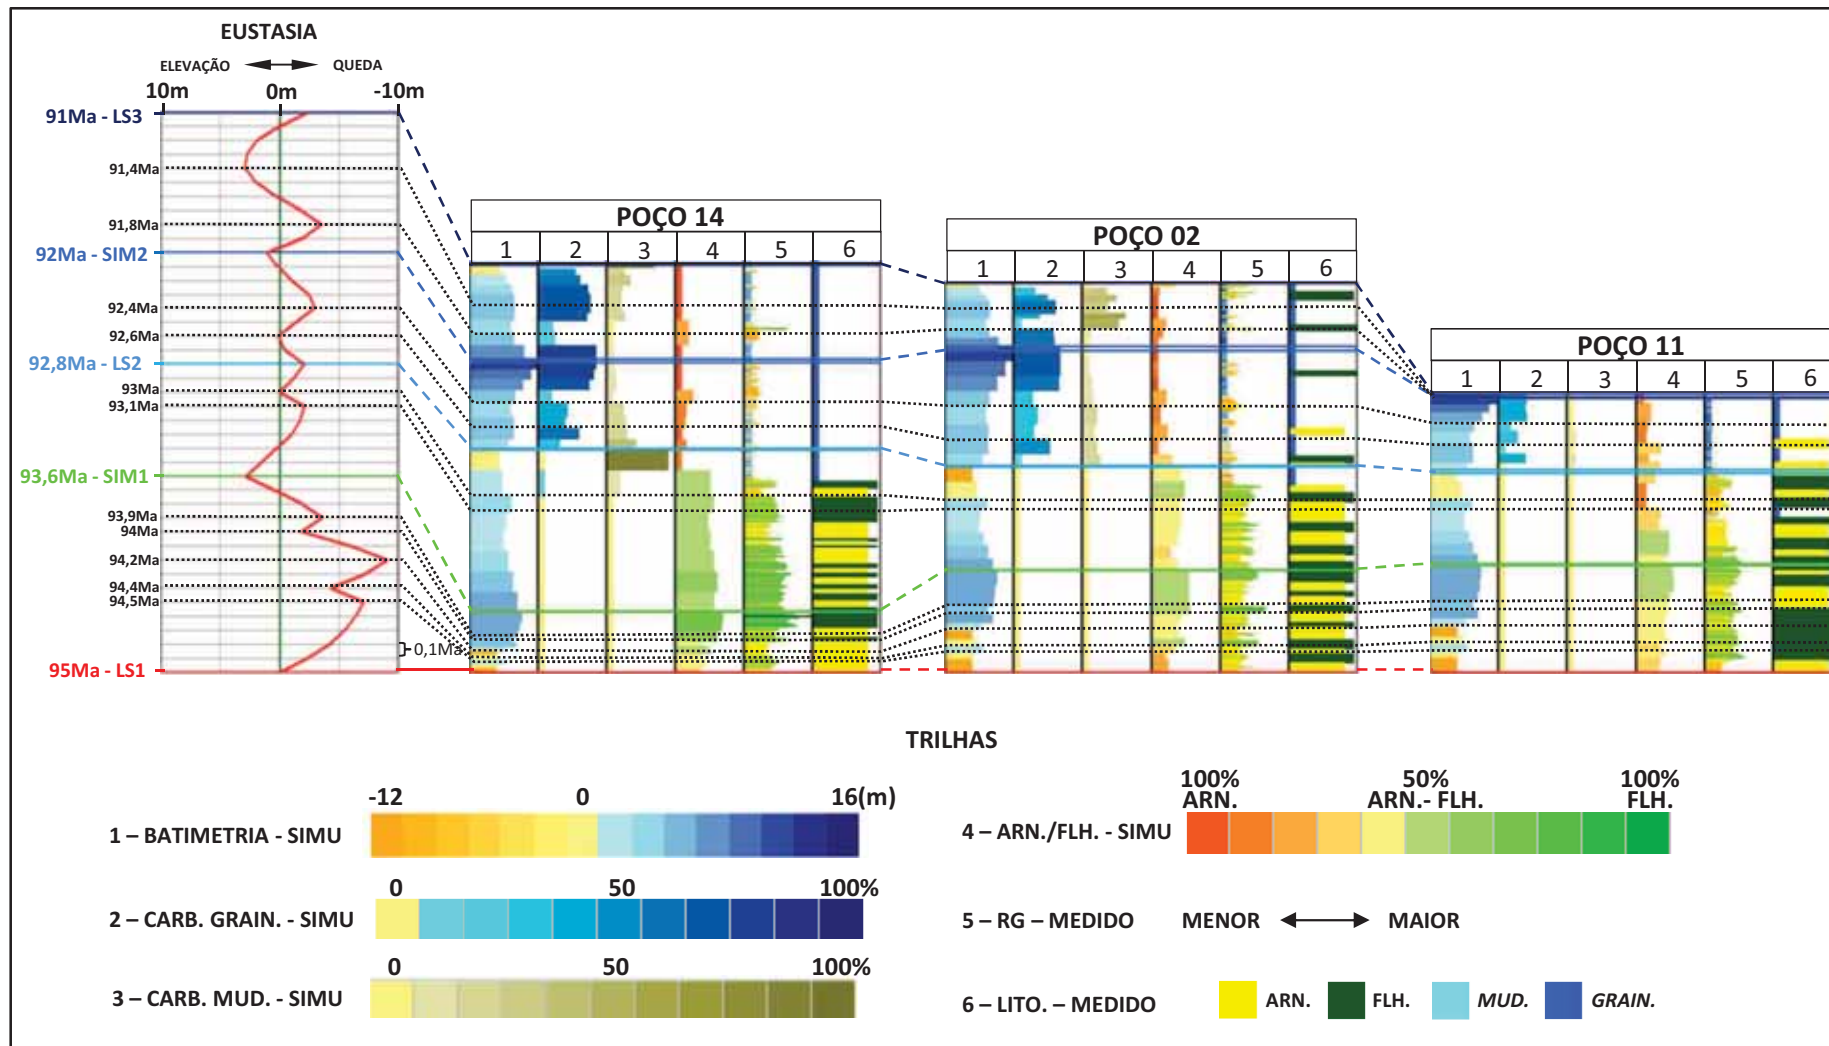 EUSTASIA
ELEVAÇÃO QUEDA
10m 0m -10m
91Ma - LS3
91,4Ma
91,8Ma
92Ma - SIM2
92,4Ma
92,6Ma
92,8Ma - LS2
93Ma
93,1Ma
93,6Ma - SIM1
93,9Ma
94Ma
94,2Ma
94,4Ma
94,5Ma
0,1Ma
95Ma - LS1
POÇO 14
1 2 3 4 5 6
POÇO 02
1 2 3 4 5 6
POÇO 11
1 2 3 4 5 6
TRILHAS
-12 0 16(m)
1 – BATIMETRIA - SIMU
0 50 100%
2 – CARB. GRAIN. - SIMU
0 50 100%
3 – CARB. MUD. - SIMU
100% 50% 100%
ARN. ARN.- FLH. FLH.
4 – ARN./FLH. - SIMU
5 – RG – MEDIDO MENOR MAIOR
6 – LITO. – MEDIDO ARN. FLH. MUD. GRAIN.